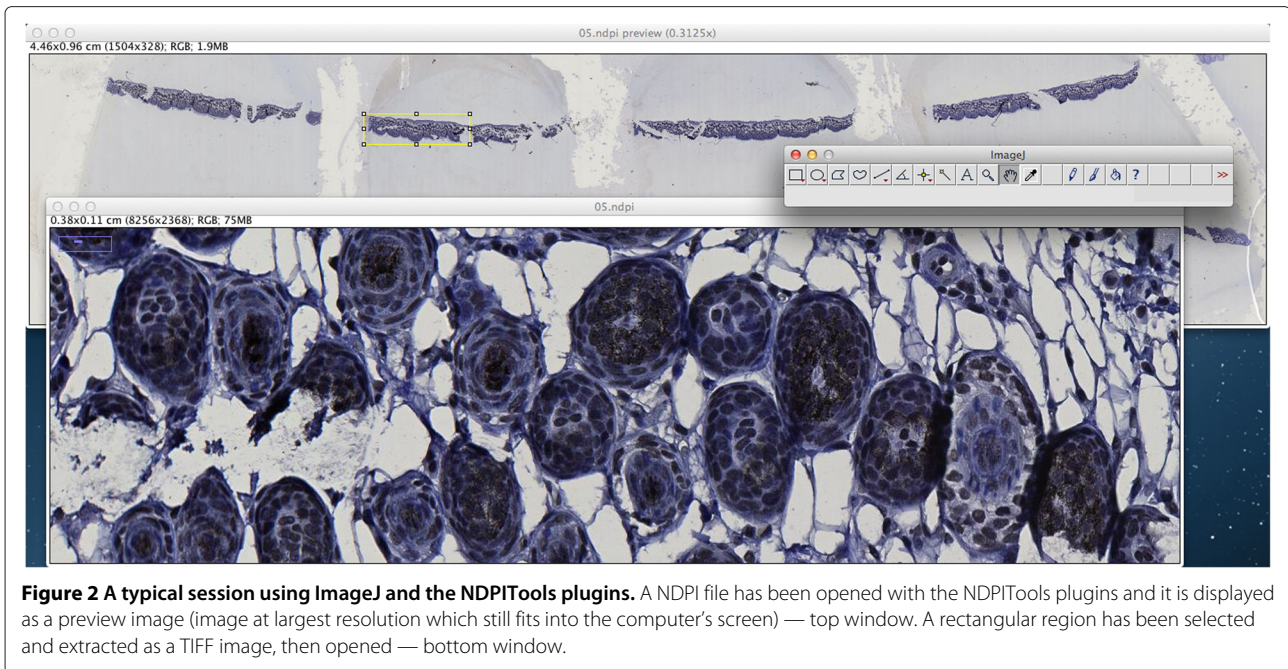 05.ndpi preview (0.3125x)
4.46x0.96 cm (1504x328); RGB; 1.9MB
ImageJ
A
?
>>
05.ndpi
0.38x0.11 cm (8256x2368); RGB; 75MB
Figure 2 A typical session using ImageJ and the NDPITools plugins. A NDPI file has been opened with the NDPITools plugins and it is displayed
as a preview image (image at largest resolution which still fits into the computer's screen) — top window. A rectangular region has been selected
and extracted as a TIFF image, then opened — bottom window.